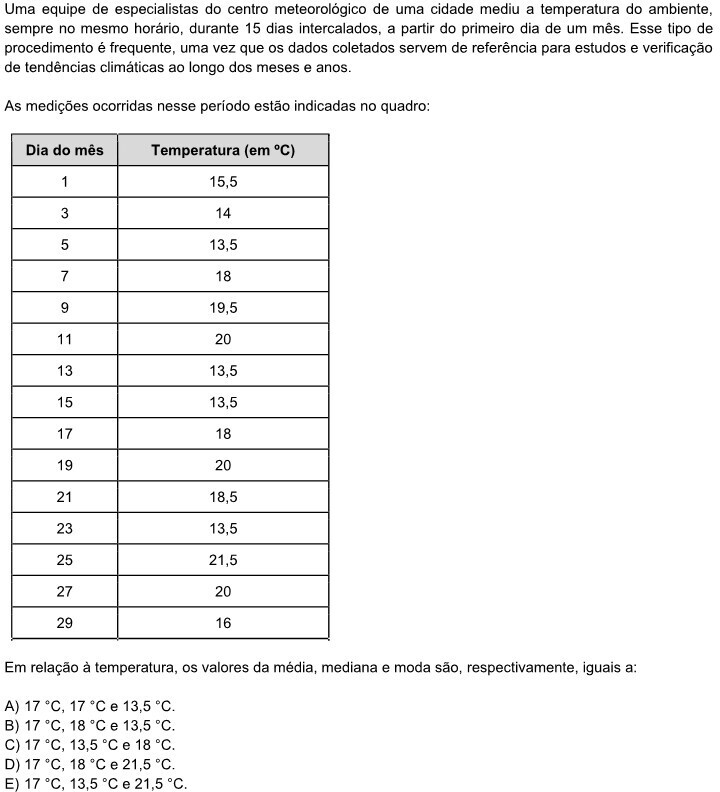 Uma equipe de especialistas do centro meteorológico de uma cidade mediu a temperatura do ambiente,
sempre no mesmo horário, durante 15 dias intercalados, a partir do primeiro dia de um mês. Esse tipo de
procedimento é frequente, uma vez que os dados coletados servem de referência para estudos e verificação
de tendências climáticas ao longo dos meses e anos.
As medições ocorridas nesse período estão indicadas no quadro:
Dia do mês Temperatura (em ºC)
1 15,5
3 14
5 13,5
7 18
9 19,5
11 20
13 13,5
15 13,5
17 18
19 20
21 18,5
23 13,5
25 21,5
27 20
29 16
Em relação à temperatura, os valores da média, mediana e moda são, respectivamente, iguais a:
A) 17 °C, 17 °C e 13,5 °C.
B) 17 °C, 18 °C e 13,5 °C.
C) 17 °C, 13,5 °C e 18 °C.
D) 17 °C, 18 °C e 21,5 °C.
E) 17 °C, 13,5 °C e 21,5 °C.